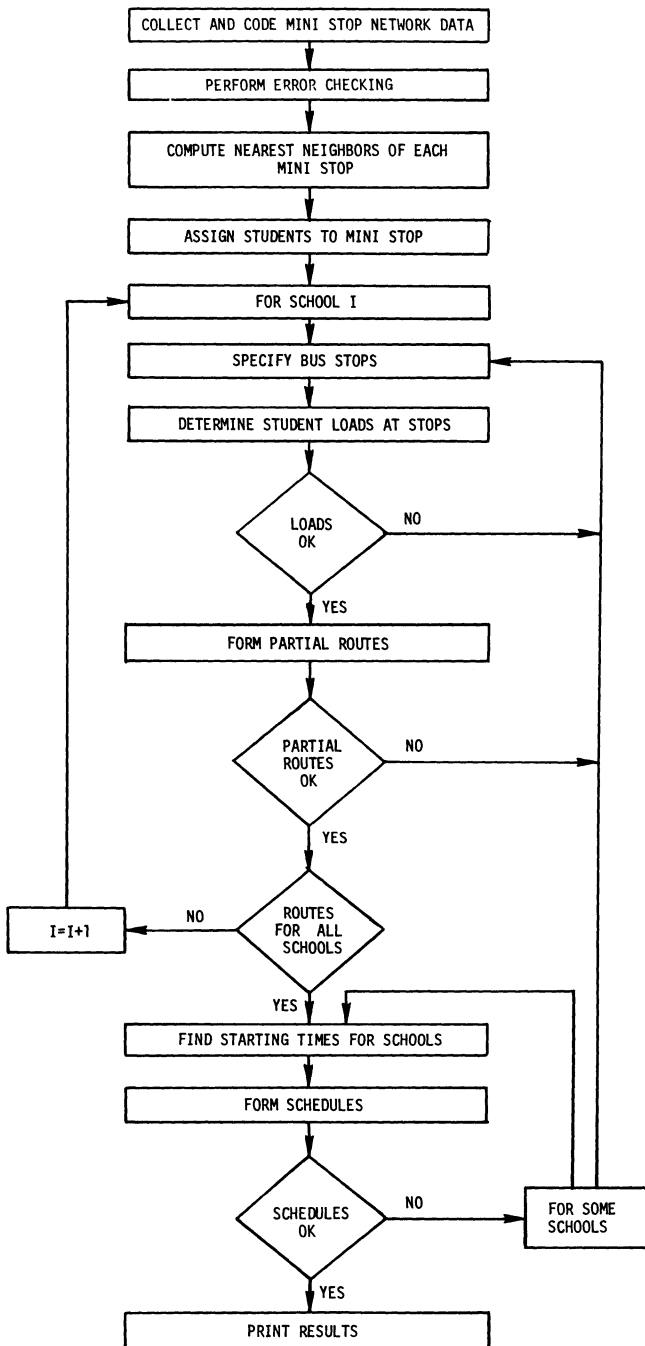 COLLECT AND CODE MINI STOP NETWORK DATA
PERFORM ERROR CHECKING
COMPUTE NEAREST NEIGHBORS OF EACH
MINI STOP
ASSIGN STUDENTS TO MINI STOP
FOR SCHOOL I
SPECIFY BUS STOPS
DETERMINE STUDENT LOADS AT STOPS
LOADS
OK
NO
YES
FORM PARTIAL ROUTES
PARTIAL
ROUTES
OK
NO
YES
ROUTES
FOR ALL
SCHOOLS
NO
I=I+1
YES
FIND STARTING TIMES FOR SCHOOLS
FORM SCHEDULES
SCHEDULES
OK
NO
FOR SOME
SCHOOLS
YES
PRINT RESULTS